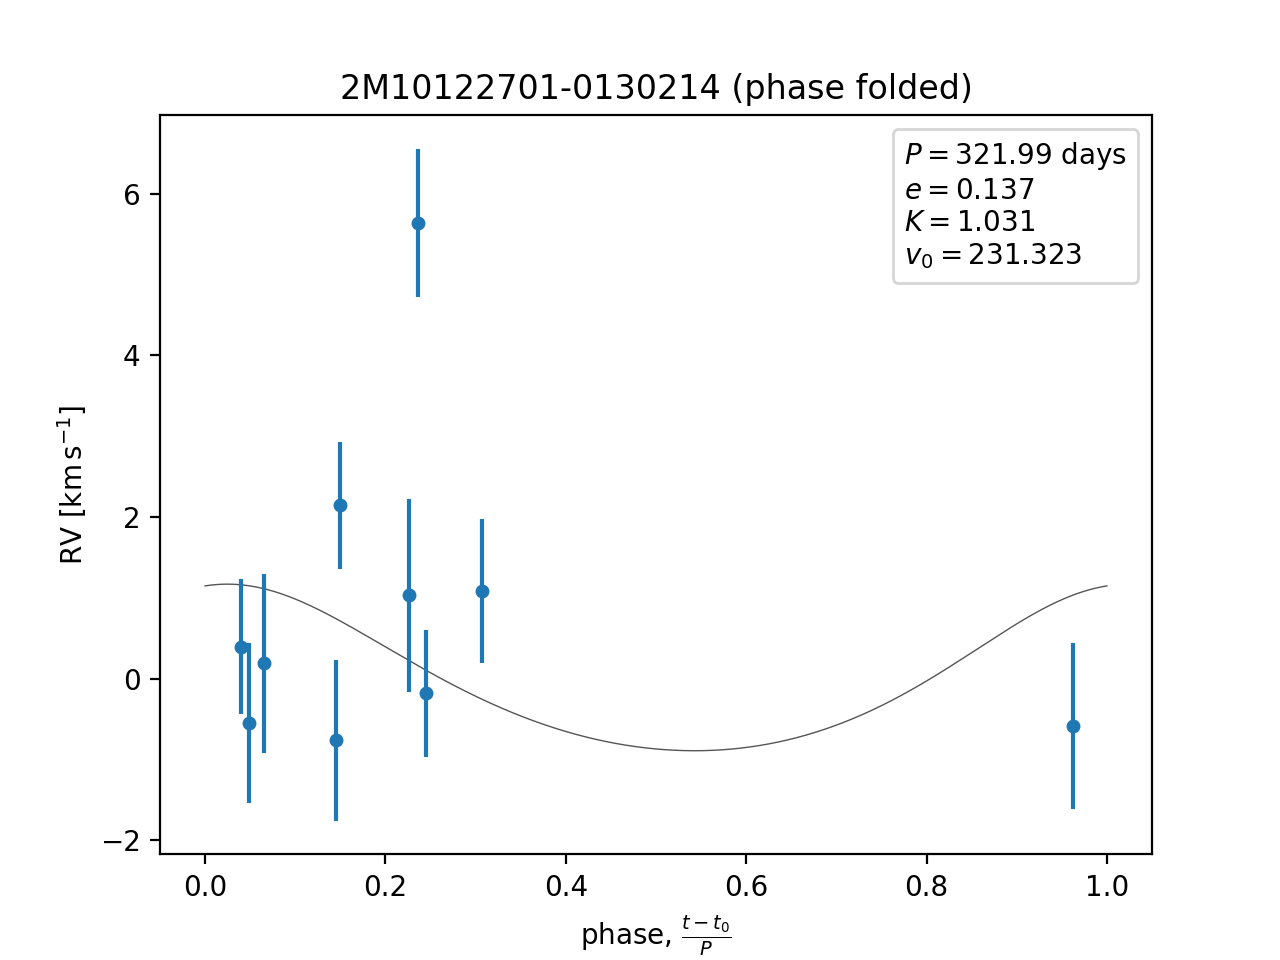 2M10122701-0130214 (phase folded)
P = 321.99 days
e = 0.137
K = 1.031
v₀ = 231.323
6
4
2
0
−2
RV [km s⁻¹]
0.0 0.2 0.4 0.6 0.8 1.0
phase, (t − t₀)/P